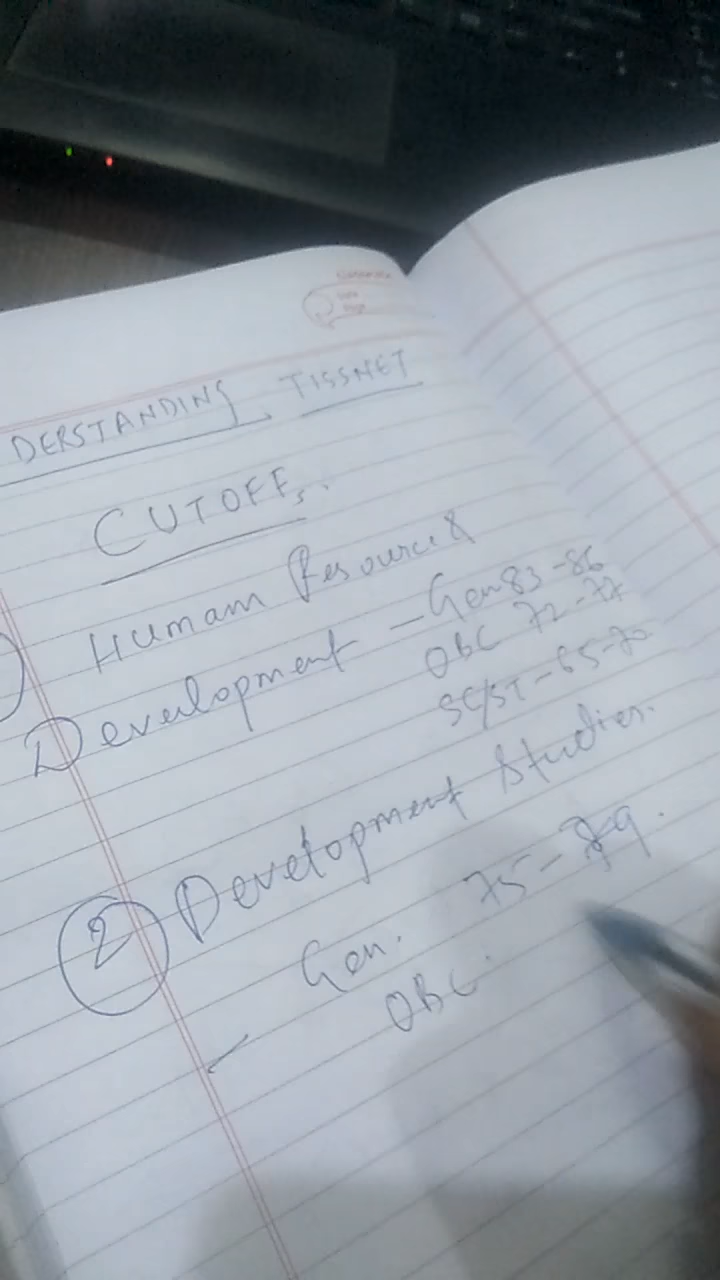 DERSTANDING TISSNET
CUTOFFs.
Human Resource &
Development - Gen 83-86
OBC 72-77
SC/ST-65-70
2 Development Studies.
Gen. 75-79.
OBC.